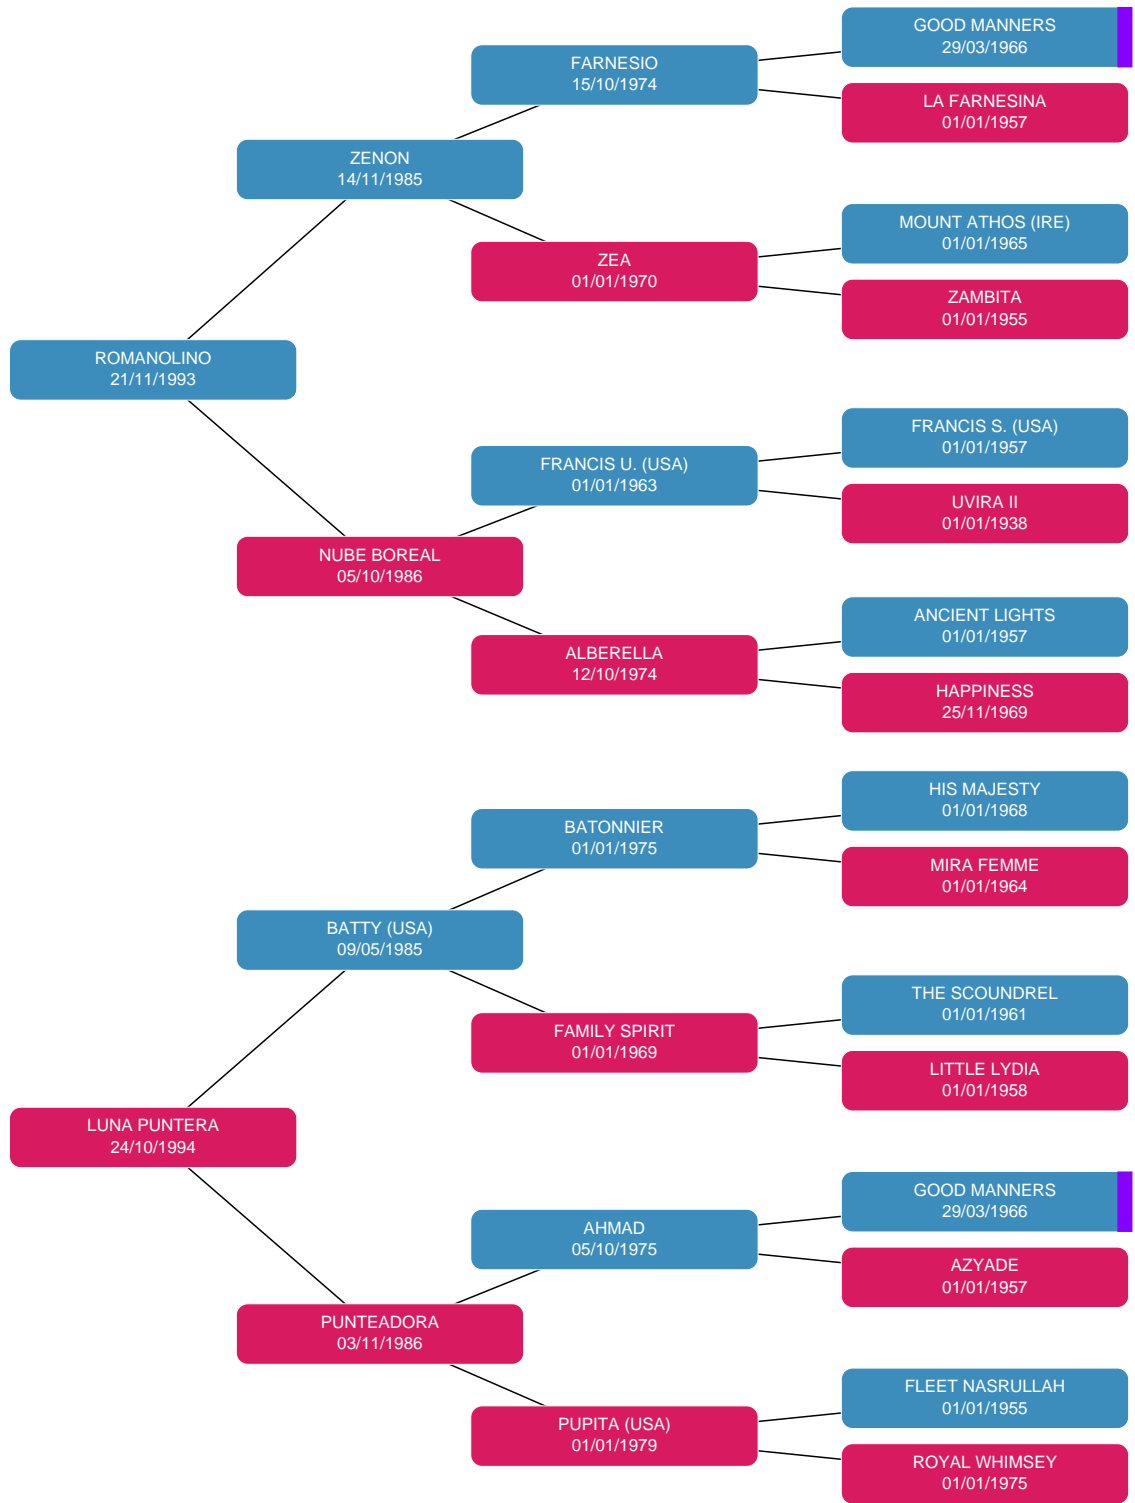 GOOD MANNERS
29/03/1966
FARNESIO
15/10/1974
LA FARNESINA
01/01/1957
ZENON
14/11/1985
MOUNT ATHOS (IRE)
01/01/1965
ZEA
01/01/1970
ZAMBITA
01/01/1955
ROMANOLINO
21/11/1993
FRANCIS S. (USA)
01/01/1957
FRANCIS U. (USA)
01/01/1963
UVIRA II
01/01/1938
NUBE BOREAL
05/10/1986
ANCIENT LIGHTS
01/01/1957
ALBERELLA
12/10/1974
HAPPINESS
25/11/1969
HIS MAJESTY
01/01/1968
BATONNIER
01/01/1975
MIRA FEMME
01/01/1964
BATTY (USA)
09/05/1985
THE SCOUNDREL
01/01/1961
FAMILY SPIRIT
01/01/1969
LITTLE LYDIA
01/01/1958
LUNA PUNTERA
24/10/1994
GOOD MANNERS
29/03/1966
AHMAD
05/10/1975
AZYADE
01/01/1957
PUNTEADORA
03/11/1986
FLEET NASRULLAH
01/01/1955
PUPITA (USA)
01/01/1979
ROYAL WHIMSEY
01/01/1975